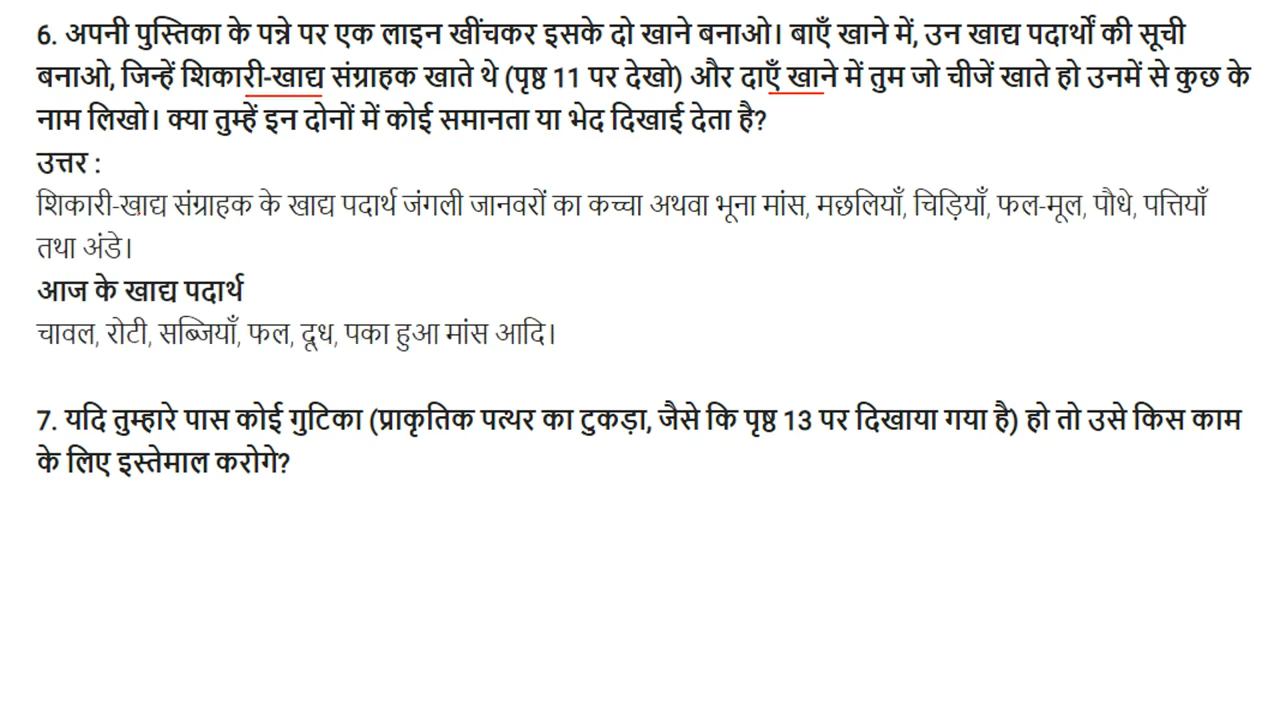 6. अपनी पुस्तिका के पन्ने पर एक लाइन खींचकर इसके दो खाने बनाओ। बाएँ खाने में, उन खाद्य पदार्थों की सूची
बनाओ, जिन्हें शिकारी-खाद्य संग्राहक खाते थे (पृष्ठ 11 पर देखो) और दाएँ खाने में तुम जो चीजें खाते हो उनमें से कुछ के
नाम लिखो। क्या तुम्हें इन दोनों में कोई समानता या भेद दिखाई देता है?
उत्तर :
शिकारी-खाद्य संग्राहक के खाद्य पदार्थ जंगली जानवरों का कच्चा अथवा भूना मांस, मछलियाँ, चिड़ियाँ, फल-मूल, पौधे, पत्तियाँ
तथा अंडे।
आज के खाद्य पदार्थ
चावल, रोटी, सब्जियाँ, फल, दूध, पका हुआ मांस आदि।
7. यदि तुम्हारे पास कोई गुटिका (प्राकृतिक पत्थर का टुकड़ा, जैसे कि पृष्ठ 13 पर दिखाया गया है) हो तो उसे किस काम
के लिए इस्तेमाल करोगे?